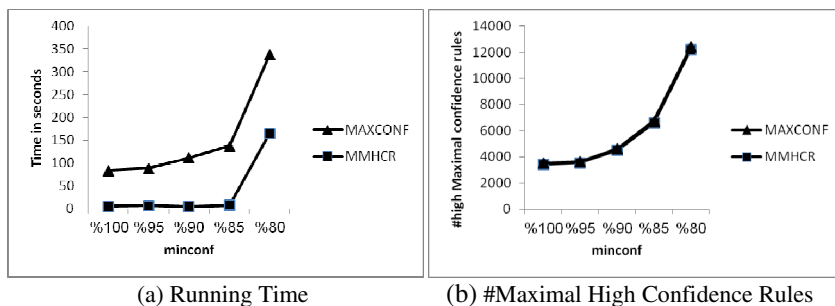 400
350
300
250
200
150
100
50
0
Time in seconds
%100 %95 %90 %85 %80
minconf
MAXCONF
MMHCR
14000
12000
10000
8000
6000
4000
2000
0
#high Maximal confidence rules
%100 %95 %90 %85 %80
minconf
MAXCONF
MMHCR
(a) Running Time
(b) #Maximal High Confidence Rules